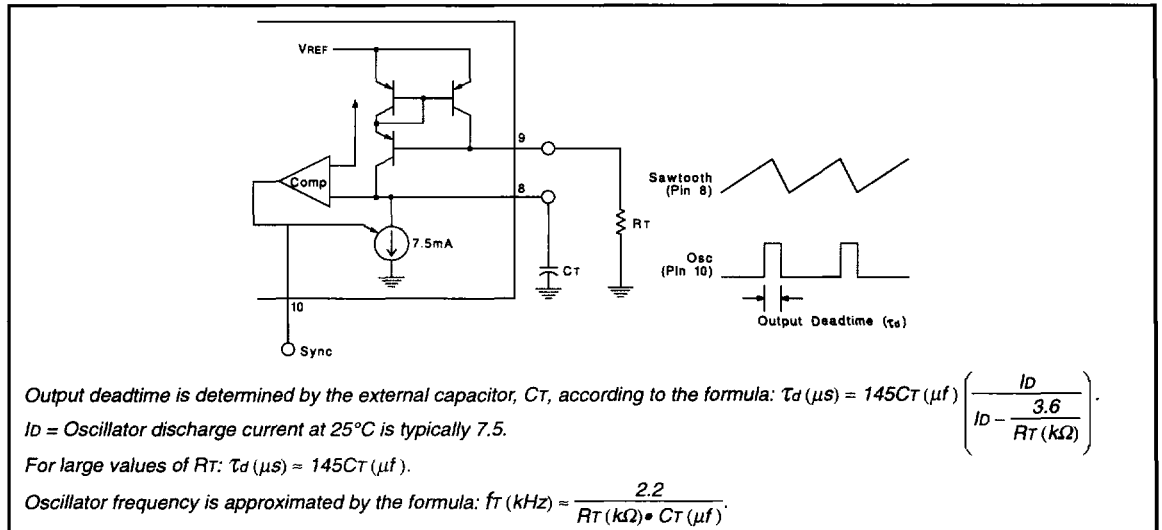 VREF
9
Comp
8
7.5mA
RT
CT
10
Sync
Sawtooth
(Pin 8)
Osc
(Pin 10)
Output Deadtime (τd)
Output deadtime is determined by the external capacitor, CT, according to the formula: τd (µs) = 145CT (µf) ( ID / ( ID – 3.6 / RT (kΩ) ) ).
ID = Oscillator discharge current at 25°C is typically 7.5.
For large values of RT: τd (µs) ≈ 145CT (µf ).
Oscillator frequency is approximated by the formula: fT (kHz) ≈ 2.2 / RT (kΩ) • CT (µf ).